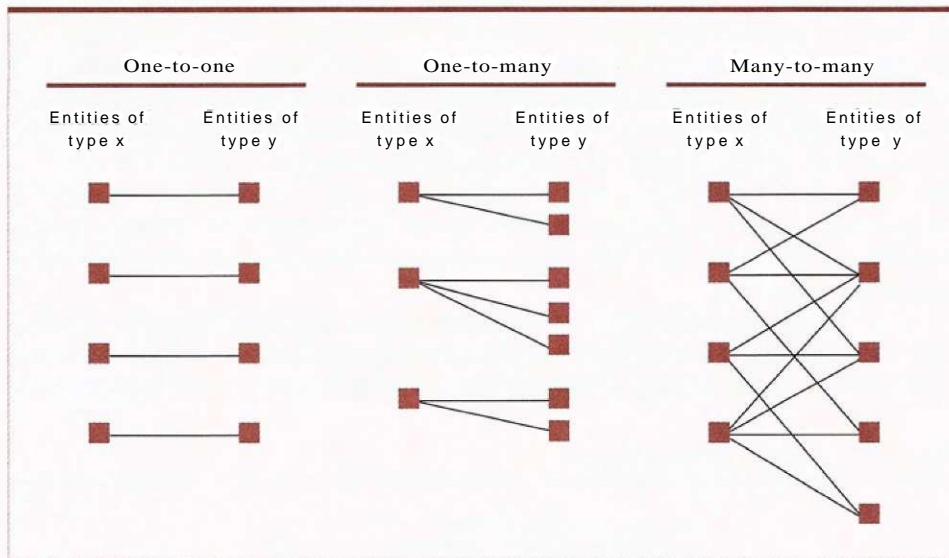 One-to-one
One-to-many
Many-to-many
Entities of
type x
Entities of
type y
Entities of
type x
Entities of
type y
Entities of
type x
Entities of
type y